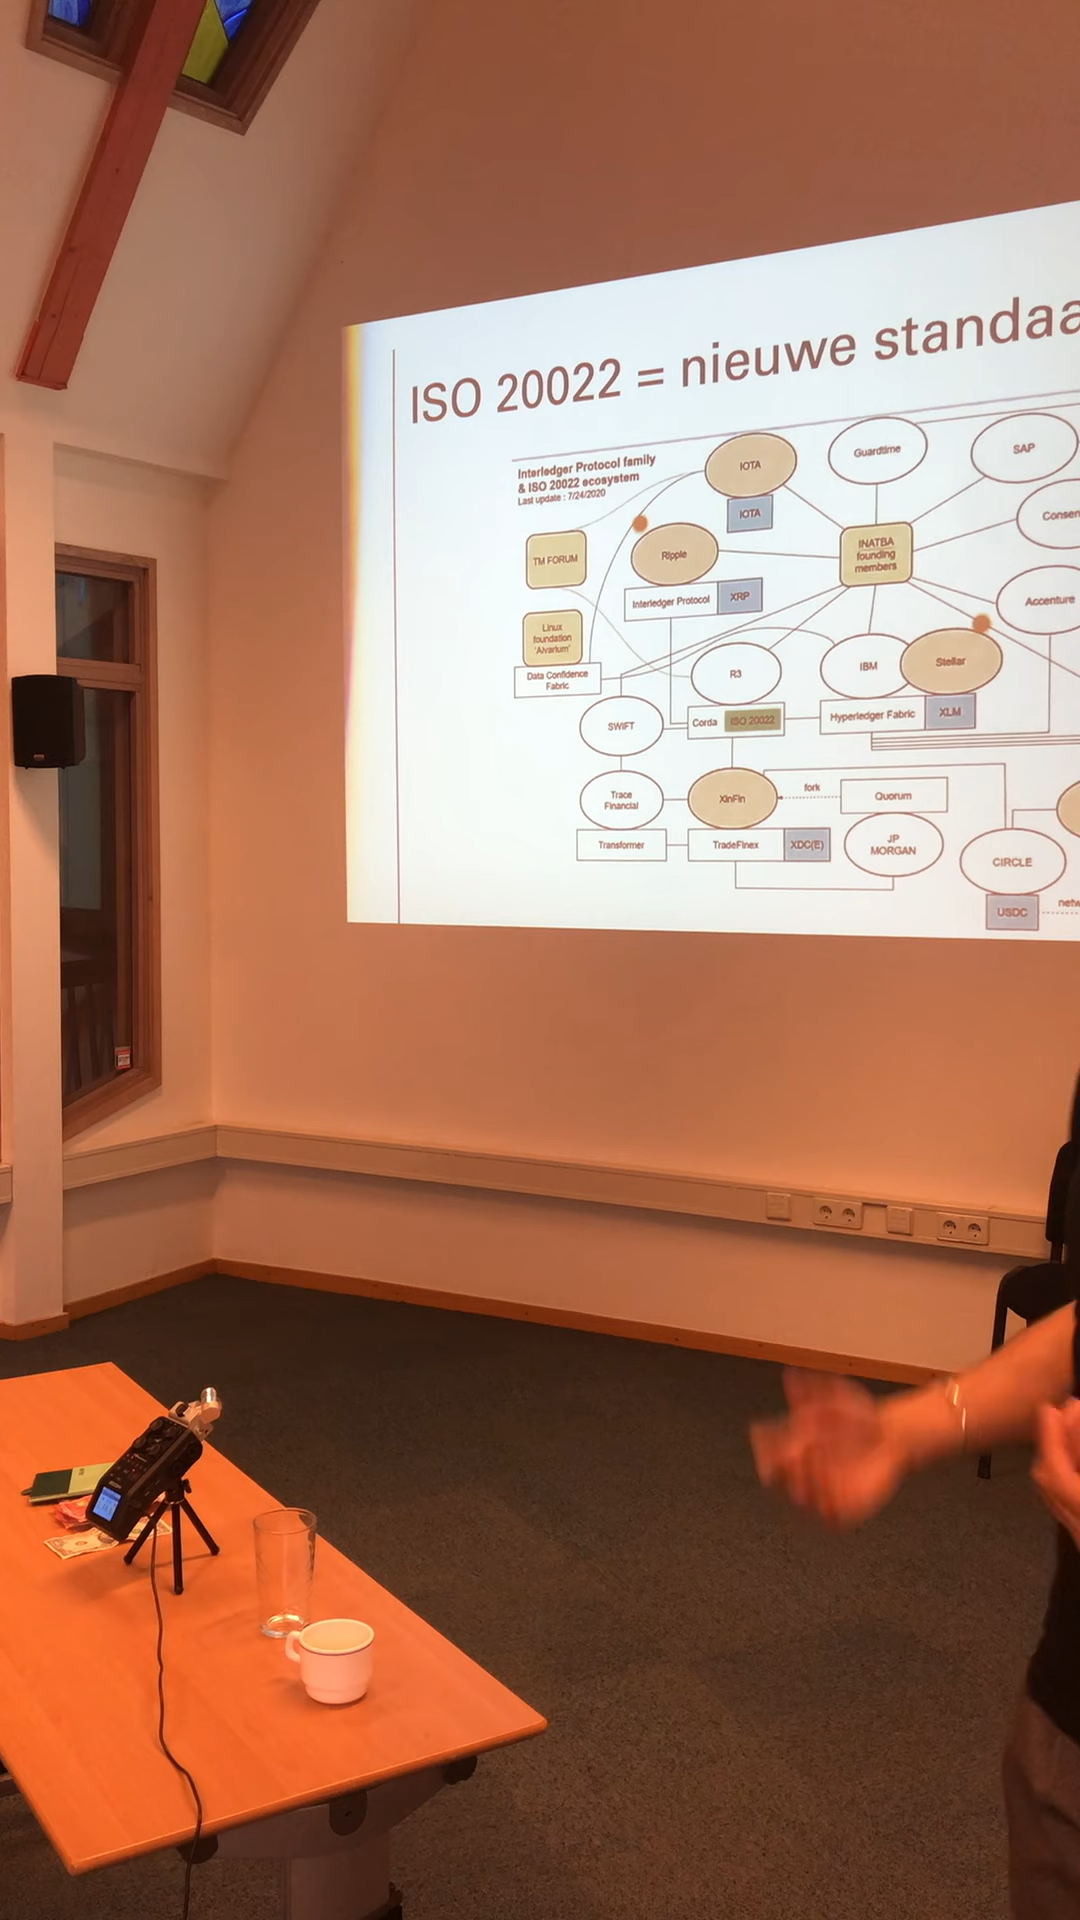 ISO 20022 = nieuwe standaa
Interledger Protocol family
& ISO 20022 ecosystem
Last update : 7/24/2020
IOTA
IOTA
Guardtime
SAP
Consen
TM FORUM
Ripple
Interledger Protocol
XRP
INATBA
founding
members
Accenture
Linux
foundation
'Alvarium'
Data Confidence
Fabric
R3
IBM
Stellar
SWIFT
Corda
ISO 20022
Hyperledger Fabric
XLM
Trace
Financial
XinFin
fork
Quorum
Transformer
TradeFinex
XDC(E)
JP
MORGAN
CIRCLE
USDC
netw